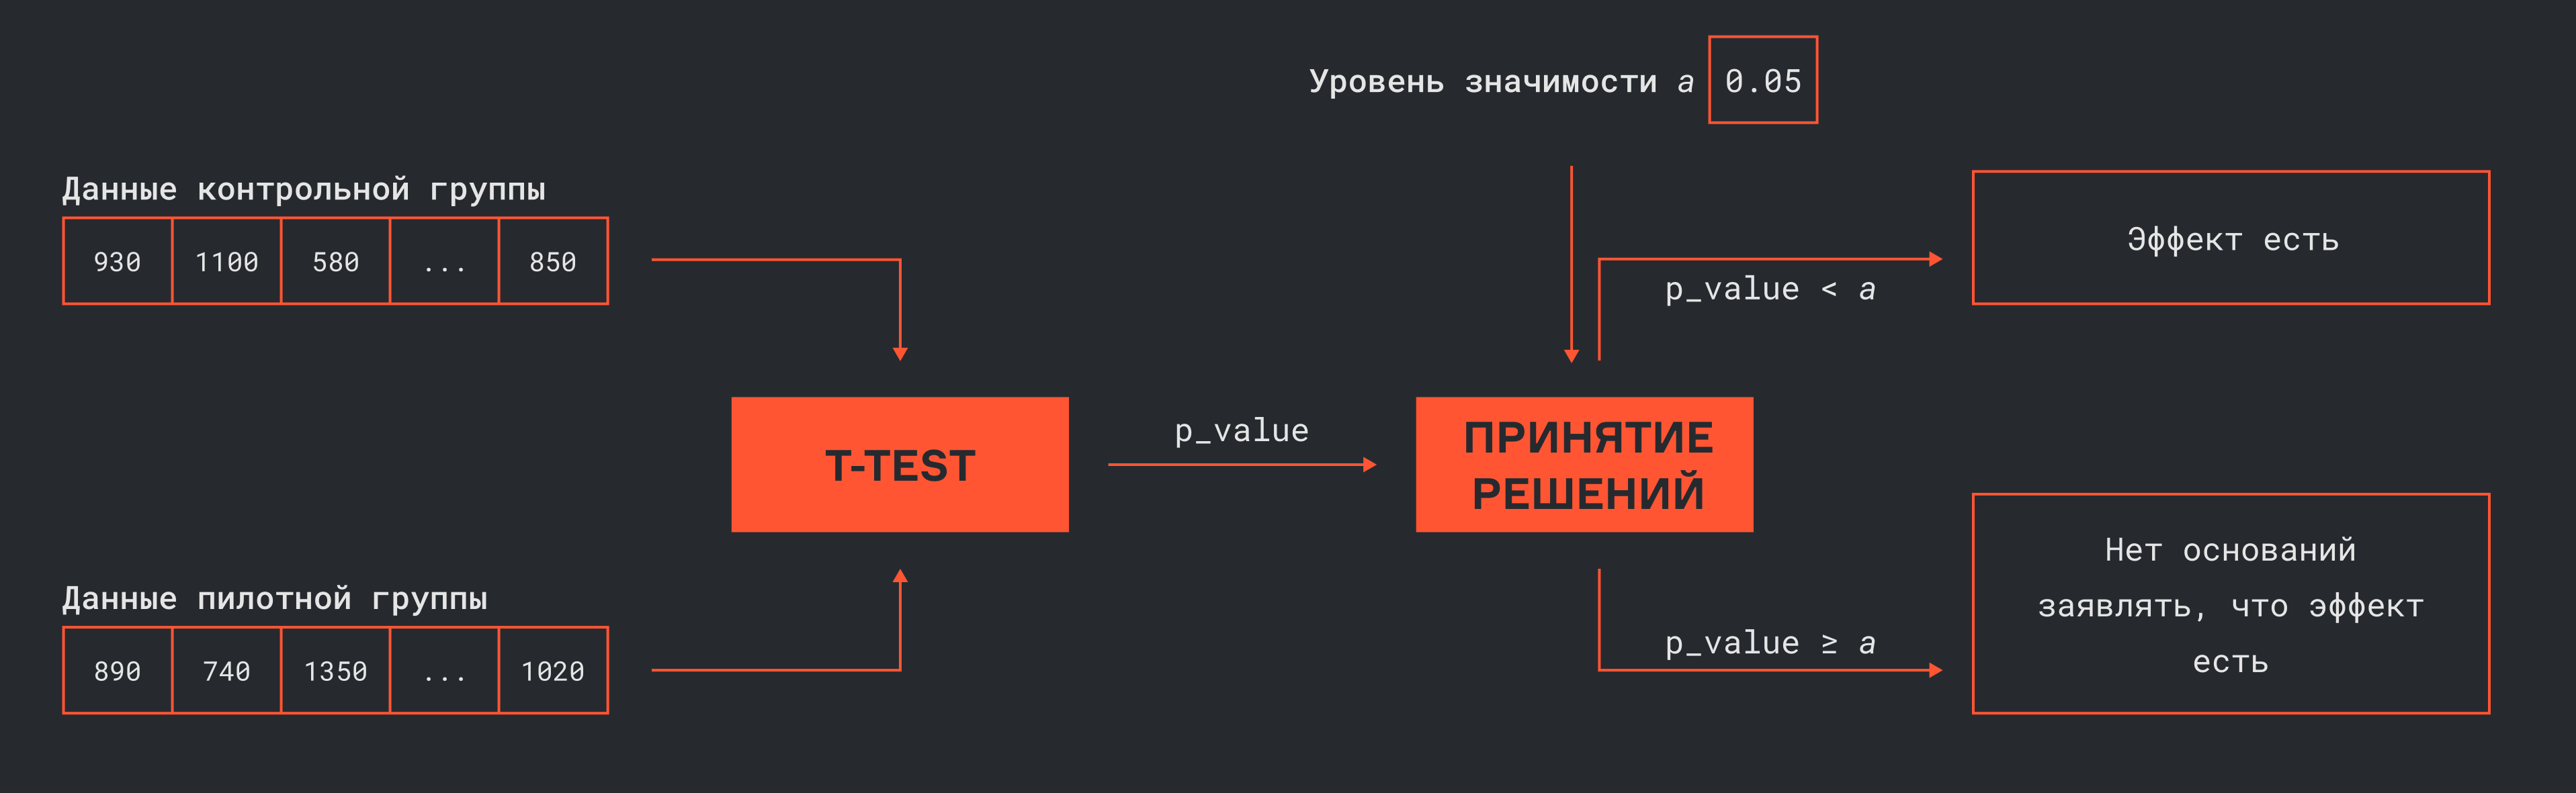 Уровень значимости a 0.05
Данные контрольной группы
930 1100 580 ... 850
Эффект есть
p_value < a
T-TEST
p_value
ПРИНЯТИЕ
РЕШЕНИЙ
Данные пилотной группы
890 740 1350 ... 1020
p_value ≥ a
Нет оснований
заявлять, что эффект
есть